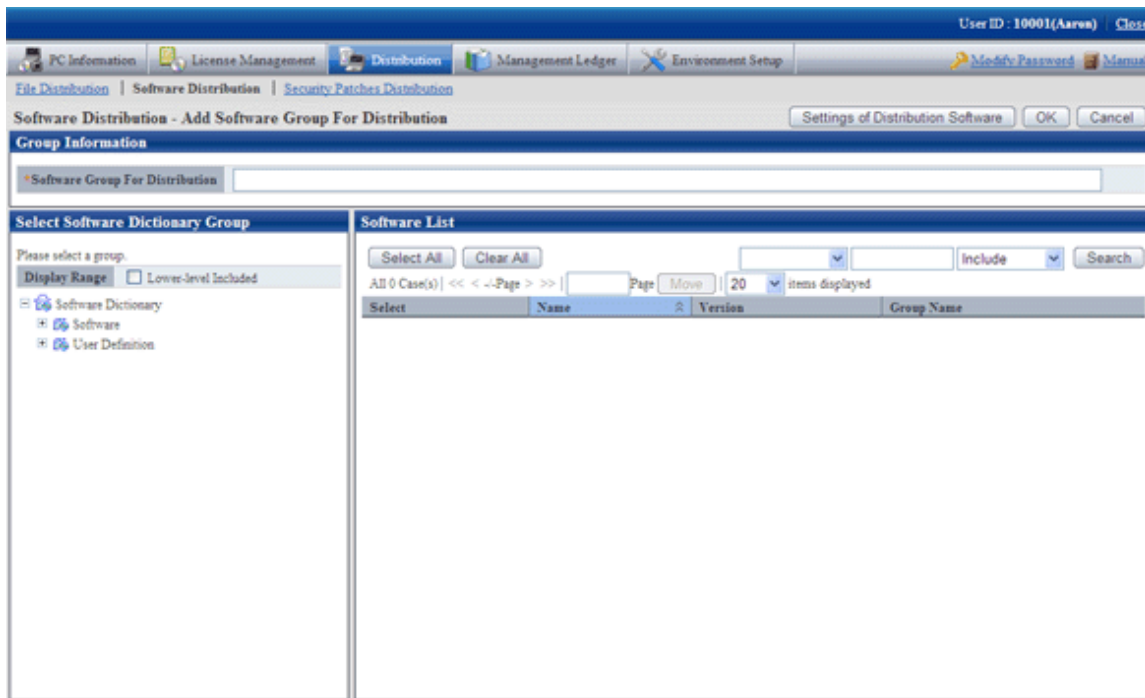 User ID : 10001(Aaron) Close
PC Information License Management Distribution Management Ledger Environment Setup Modify Password Manual
File Distribution | Software Distribution | Security Patches Distribution
Software Distribution - Add Software Group For Distribution Settings of Distribution Software OK Cancel
Group Information
*Software Group For Distribution
Select Software Dictionary Group
Please select a group.
Display Range Lower-level Included
Software Dictionary
Software
User Definition
Software List
Select All Clear All Include Search
All 0 Case(s) | << < -/-Page > >> | Page Move | 20 items displayed
Select Name Version Group Name